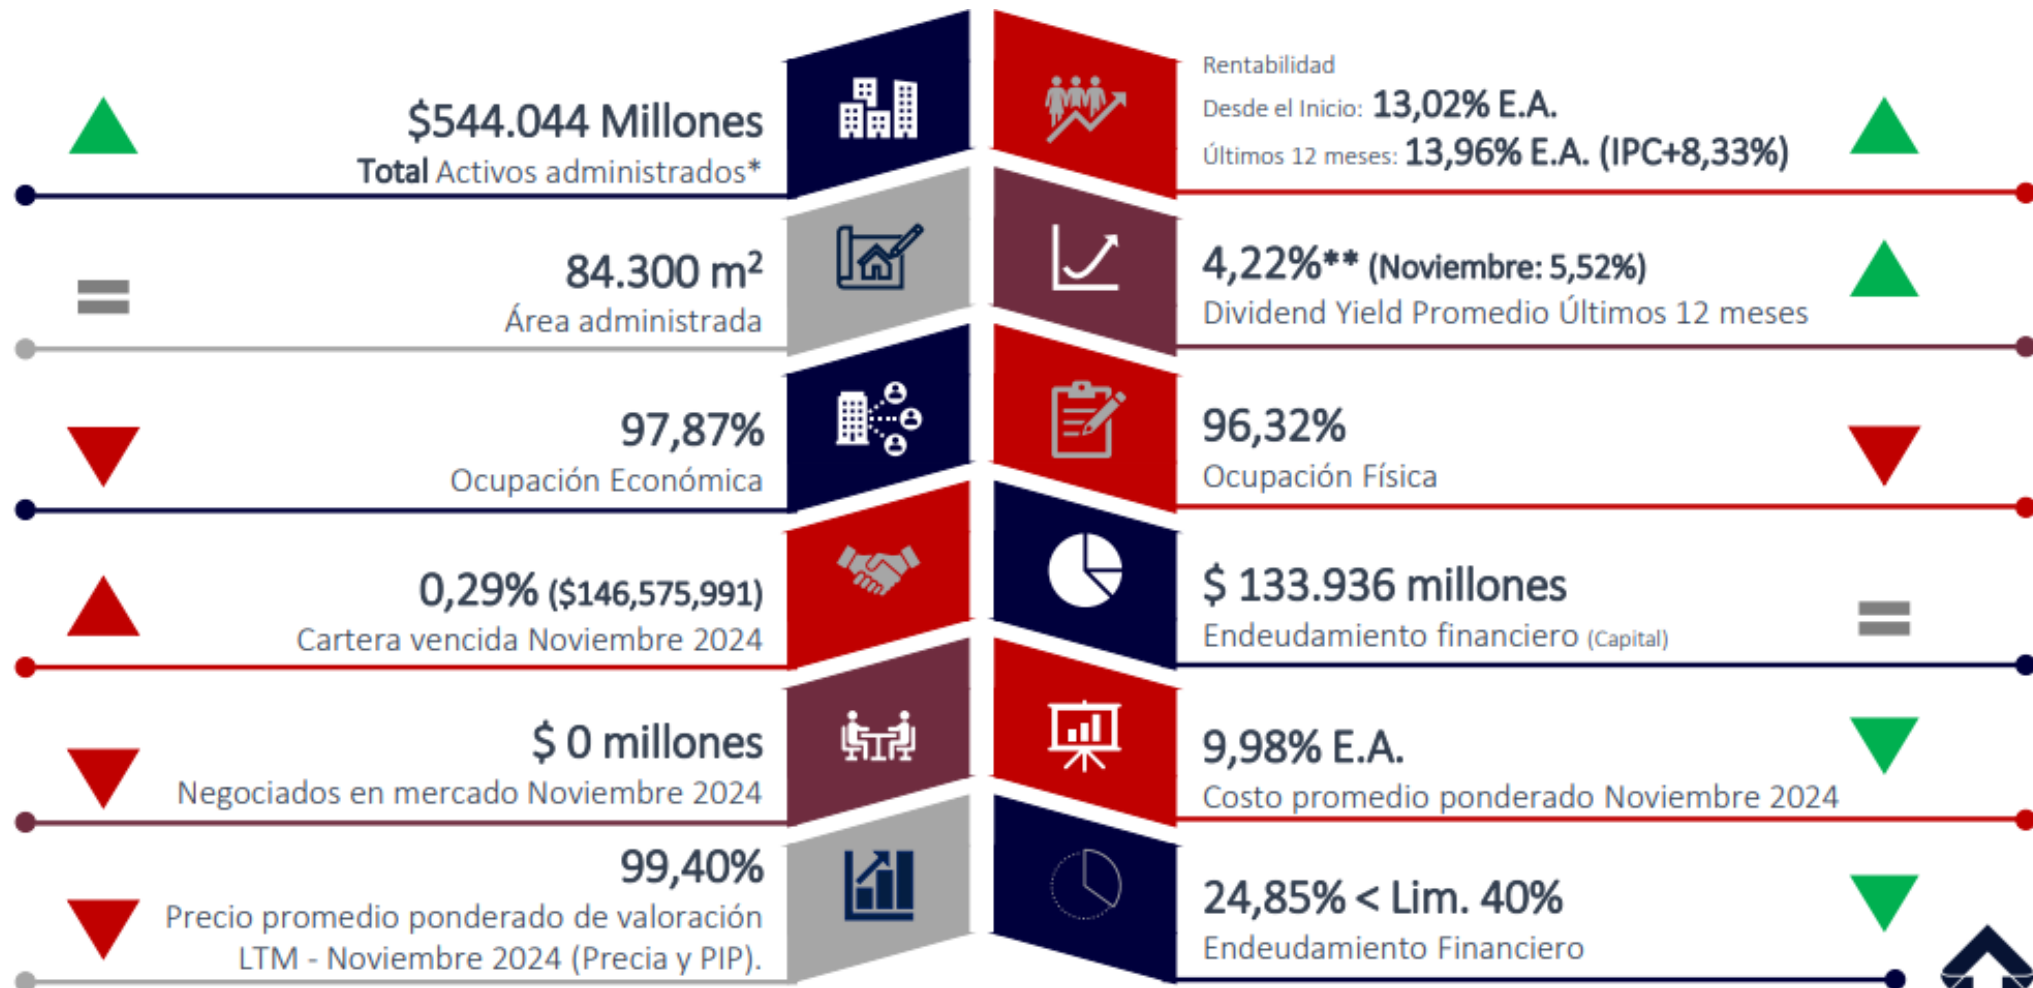 $544.044 Millones
Total Activos administrados*
84.300 m²
Área administrada
97,87%
Ocupación Económica
0,29% ($146,575,991)
Cartera vencida Noviembre 2024
$ 0 millones
Negociados en mercado Noviembre 2024
99,40%
Precio promedio ponderado de valoración
LTM - Noviembre 2024 (Precia y PIP).
Rentabilidad
Desde el Inicio: 13,02% E.A.
Últimos 12 meses: 13,96% E.A. (IPC+8,33%)
4,22%** (Noviembre: 5,52%)
Dividend Yield Promedio Últimos 12 meses
96,32%
Ocupación Física
$ 133.936 millones
Endeudamiento financiero (Capital)
9,98% E.A.
Costo promedio ponderado Noviembre 2024
24,85% < Lim. 40%
Endeudamiento Financiero